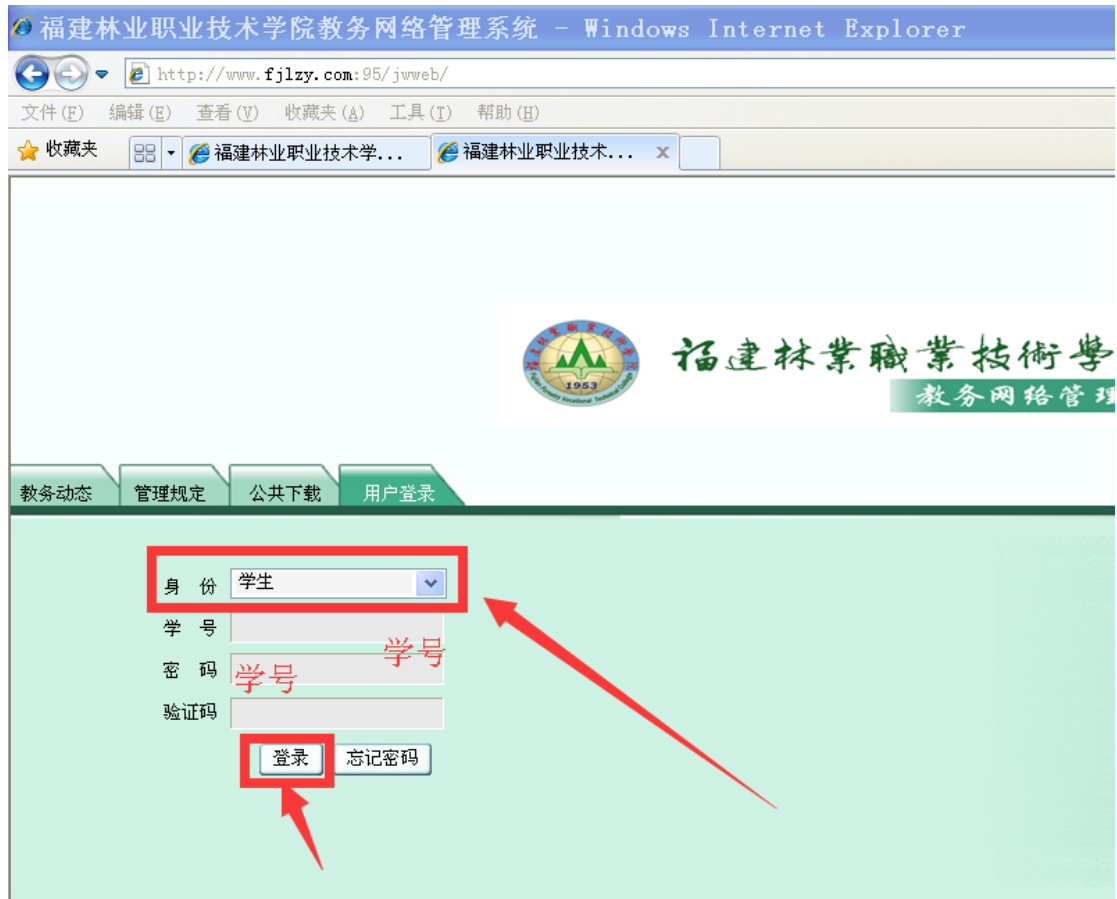 福建林业职业技术学院教务网络管理系统 - Windows Internet Explorer
http://www.fjlzy.com:95/jwweb/
文件(F) 编辑(E) 查看(V) 收藏夹(A) 工具(T) 帮助(H)
收藏夹 福建林业职业技术学... 福建林业职业技术... x
福建林業職業技術學
1953
教务网络管理
教务动态 管理规定 公共下载 用户登录
身 份 学生
学 号
学号
密 码 学号
验证码
登录 忘记密码